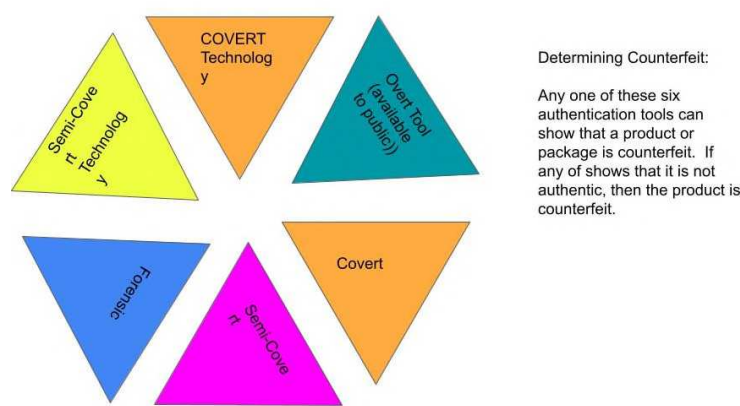 COVERT
Technolog
y
Semi-Cove
rt Technolog
y
Overt Tool
(available
to public))
Determining Counterfeit:
Any one of these six
authentication tools can
show that a product or
package is counterfeit.  If
any of shows that it is not
authentic, then the product is
counterfeit.
Forensic
Semi-Cove
rt
Covert